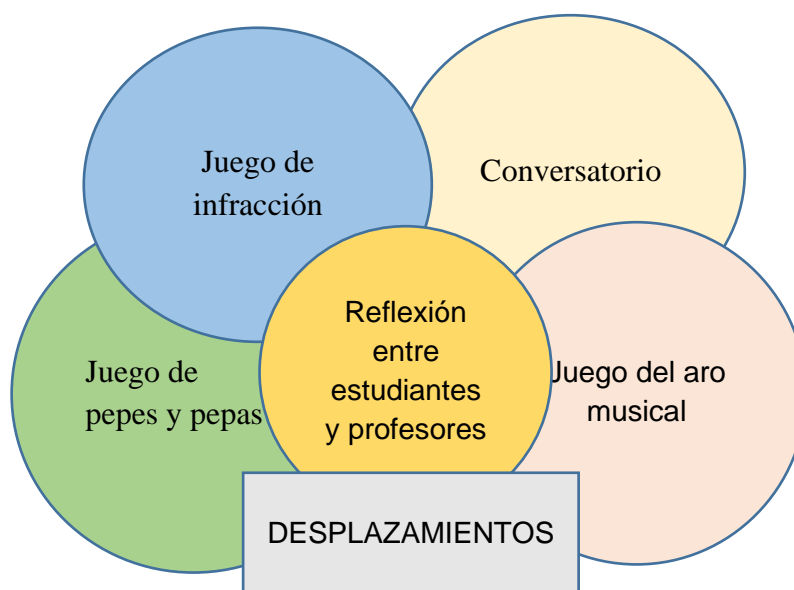 Juego de
infracción
Conversatorio
Reflexión
entre
estudiantes
y profesores
Juego de
pepes y pepas
Juego del aro
musical
DESPLAZAMIENTOS